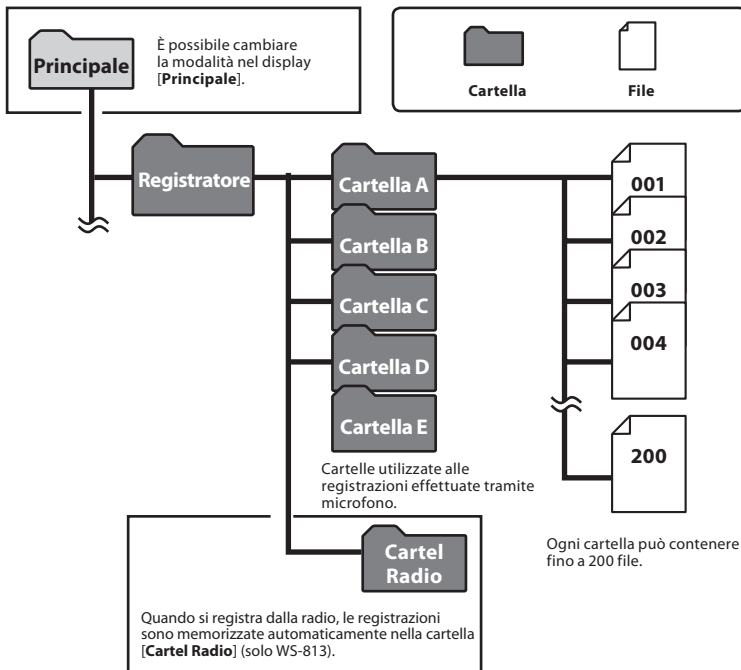 Principale
È possibile cambiare
la modalità nel display
[Principale].
Cartella
File
Registratore
Cartella A
Cartella B
Cartella C
Cartella D
Cartella E
001
002
003
004
200
Cartelle utilizzate alle
registrazioni effettuate tramite
microfono.
Ogni cartella può contenere
fino a 200 file.
Cartel
Radio
Quando si registra dalla radio, le registrazioni
sono memorizzate automaticamente nella cartella
[Cartel Radio] (solo WS-813).